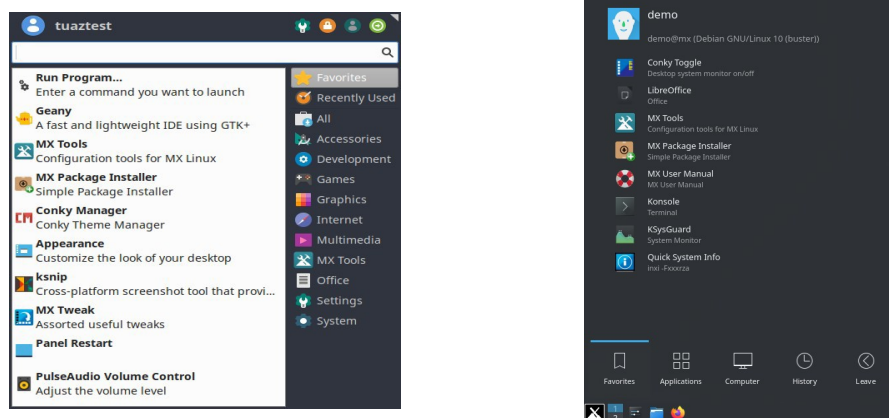 tuaztest
Run Program...
Enter a command you want to launch
Geany
A fast and lightweight IDE using GTK+
MX Tools
Configuration tools for MX Linux
MX Package Installer
Simple Package Installer
Conky Manager
Conky Theme Manager
Appearance
Customize the look of your desktop
ksnip
Cross-platform screenshot tool that provi...
MX Tweak
Assorted useful tweaks
Panel Restart
PulseAudio Volume Control
Adjust the volume level
Favorites
Recently Used
All
Accessories
Development
Games
Graphics
Internet
Multimedia
MX Tools
Office
Settings
System
demo
demo@mx (Debian GNU/Linux 10 (buster))
Conky Toggle
Desktop system monitor on/off
LibreOffice
Office
MX Tools
Configuration tools for MX Linux
MX Package Installer
Simple Package Installer
MX User Manual
MX User Manual
Konsole
Terminal
KSysGuard
System Monitor
Quick System Info
inxi -Fxxxrza
Favorites
Applications
Computer
History
Leave